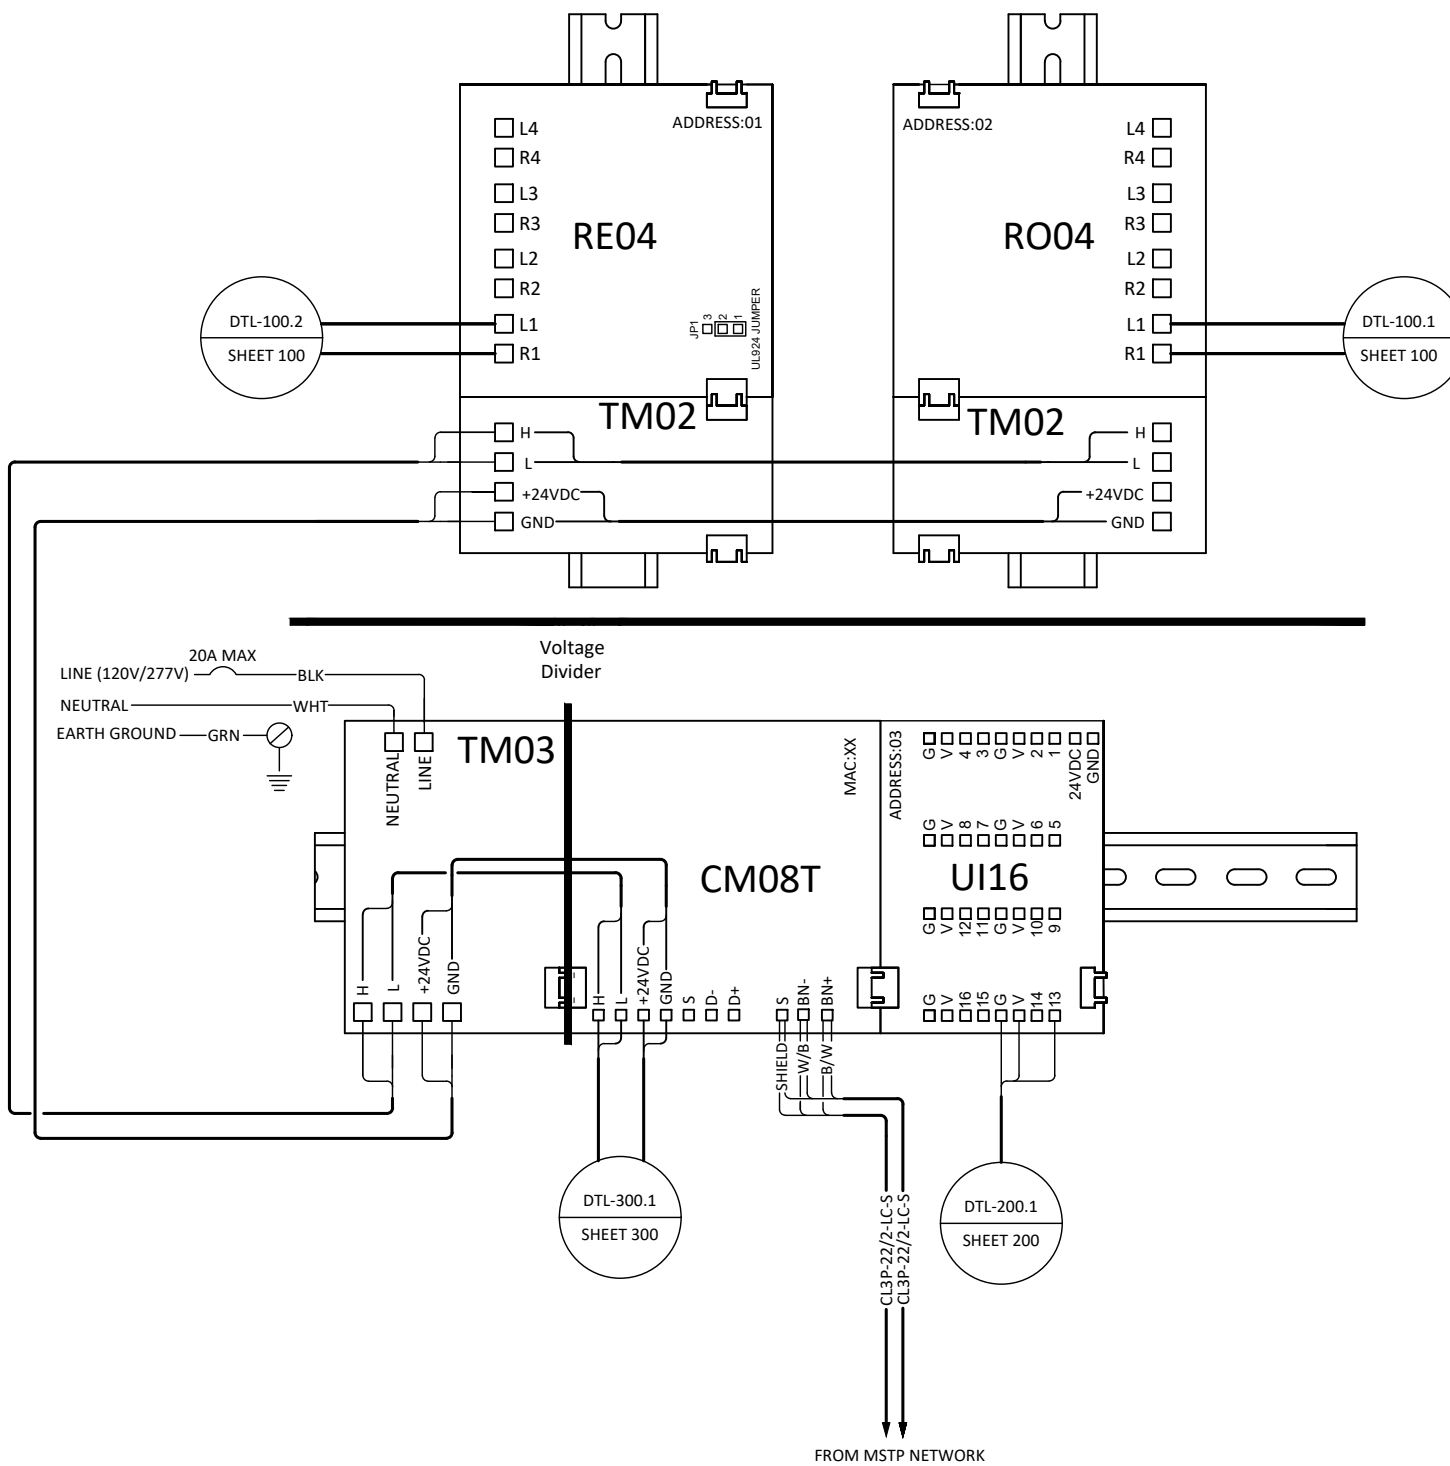 ADDRESS:01
L4
R4
L3
R3
L2
R2
L1
R1
RE04
JP1
3
2
1
UL924 JUMPER
DTL-100.2
SHEET 100
TM02
H
L
+24VDC
GND
ADDRESS:02
L4
R4
L3
R3
L2
R2
L1
R1
RO04
DTL-100.1
SHEET 100
TM02
H
L
+24VDC
GND
Voltage
Divider
LINE (120V/277V)
20A MAX
BLK
NEUTRAL
WHT
EARTH GROUND
GRN
NEUTRAL
LINE
TM03
H
L
+24VDC
GND
MAC:XX
CM08T
H
L
+24VDC
GND
S
D-
D+
S
BN-
BN+
SHIELD
W/B
B/W
ADDRESS:03
G V 4 3 G V 2 1 24VDC GND
G V 8 7 G V 6 5
UI16
G V 12 11 G V 10 9
G V 16 15 G V 14 13
DTL-300.1
SHEET 300
CL3P-22/2-LC-S
CL3P-22/2-LC-S
DTL-200.1
SHEET 200
FROM MSTP NETWORK